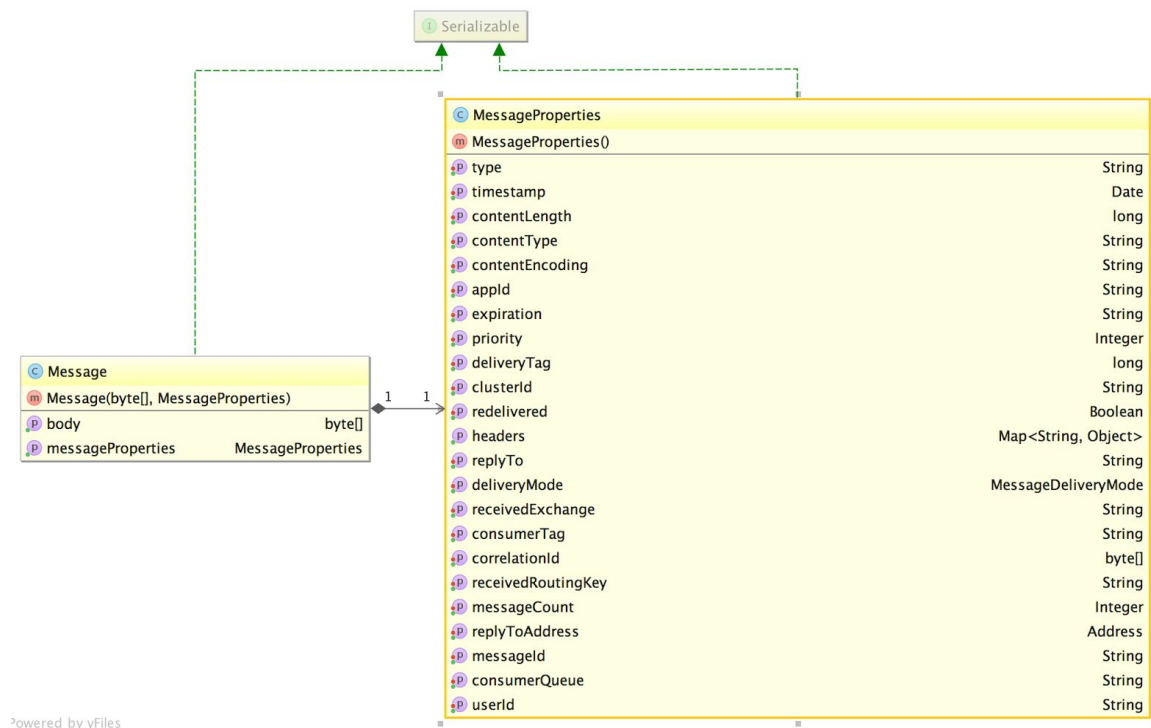 Serializable
MessageProperties
MessageProperties()
type String
timestamp Date
contentLength long
contentType String
contentEncoding String
appId String
expiration String
priority Integer
deliveryTag long
clusterId String
redelivered Boolean
headers Map<String, Object>
replyTo String
deliveryMode MessageDeliveryMode
receivedExchange String
consumerTag String
correlationId byte[]
receivedRoutingKey String
messageCount Integer
replyToAddress Address
messageId String
consumerQueue String
userId String
Message
Message(byte[], MessageProperties)
body byte[]
messageProperties MessageProperties
1 1
Powered by yFiles